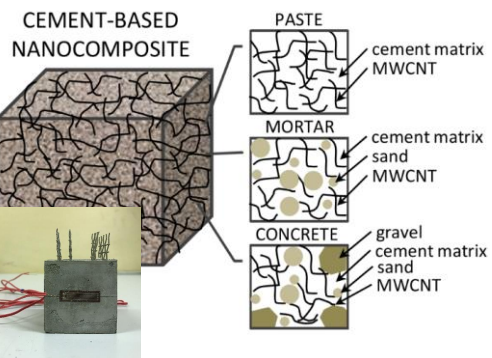 CEMENT-BASED
NANOCOMPOSITE
PASTE
cement matrix
MWCNT
MORTAR
cement matrix
sand
MWCNT
CONCRETE
gravel
cement matrix
sand
MWCNT